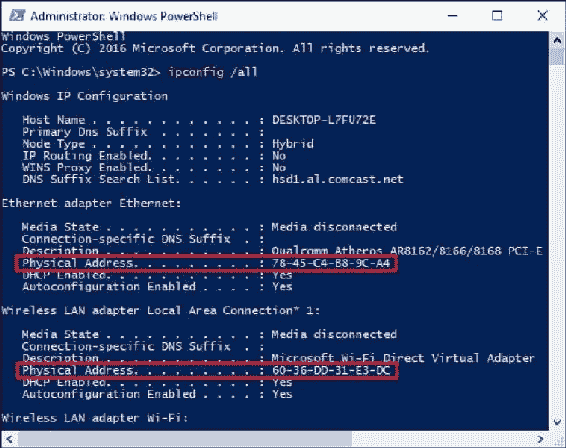 Administrator: Windows PowerShell
Windows PowerShell
Copyright (C) 2016 Microsoft Corporation. All rights reserved.
PS C:\Windows\system32> ipconfig /all
Windows IP Configuration
Host Name . . . . . . . . . . . . : DESKTOP-L7FU72E
Primary Dns Suffix . . . . . . . :
Node Type . . . . . . . . . . . . : Hybrid
IP Routing Enabled. . . . . . . . : No
WINS Proxy Enabled. . . . . . . . : No
DNS Suffix Search List. . . . . . : hsd1.al.comcast.net
Ethernet adapter Ethernet:
Media State . . . . . . . . . . . : Media disconnected
Connection-specific DNS Suffix . :
Description . . . . . . . . . . . : Qualcomm Atheros AR8162/8166/8168 PCI-E
Physical Address. . . . . . . . . : 78-45-C4-B8-9C-A4
DHCP Enabled. . . . . . . . . . . : Yes
Autoconfiguration Enabled . . . . : Yes
Wireless LAN adapter Local Area Connection* 1:
Media State . . . . . . . . . . . : Media disconnected
Connection-specific DNS Suffix . :
Description . . . . . . . . . . . : Microsoft Wi-Fi Direct Virtual Adapter
Physical Address. . . . . . . . . : 60-36-DD-31-E3-DC
DHCP Enabled. . . . . . . . . . . : Yes
Autoconfiguration Enabled . . . . : Yes
Wireless LAN adapter Wi-Fi: